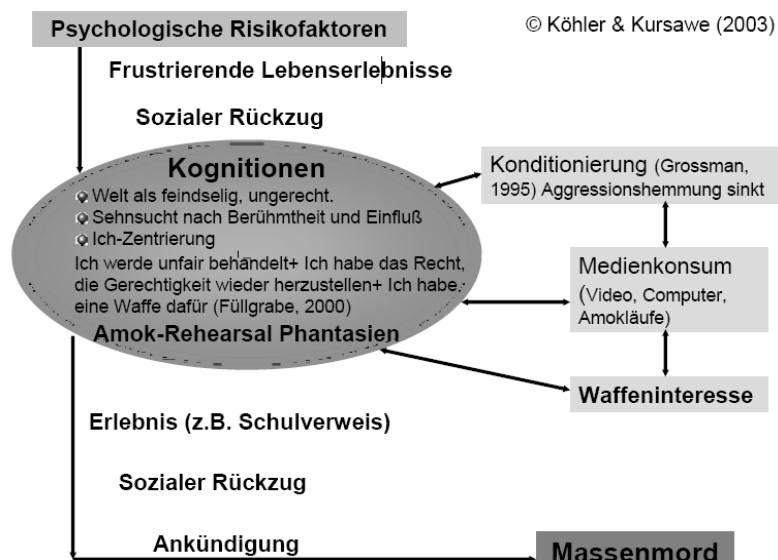 Psychologische Risikofaktoren
© Köhler & Kursawe (2003)
Frustrierende Lebenserlebnisse
Sozialer Rückzug
Kognitionen
Welt als feindselig, ungerecht.
Sehnsucht nach Berühmtheit und Einfluß
Ich-Zentrierung
Ich werde unfair behandelt+ Ich habe das Recht,
die Gerechtigkeit wieder herzustellen+ Ich habe
eine Waffe dafür (Füllgrabe, 2000)
Amok-Rehearsal Phantasien
Konditionierung (Grossman,
1995) Aggressionshemmung sinkt
Medienkonsum
(Video, Computer,
Amokläufe)
Waffeninteresse
Erlebnis (z.B. Schulverweis)
Sozialer Rückzug
Ankündigung
Massenmord